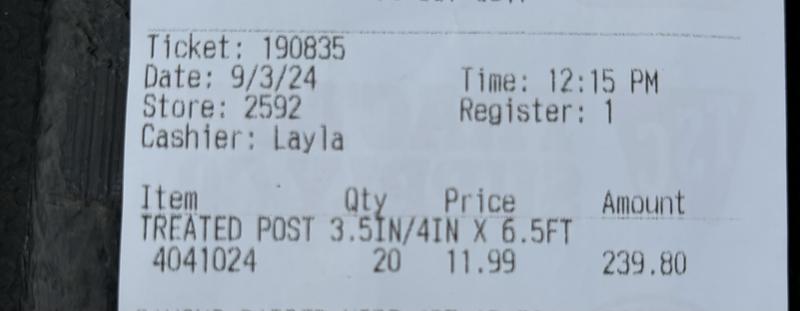 Ticket: 190835
Date: 9/3/24 Time: 12:15 PM
Store: 2592 Register: 1
Cashier: Layla
Item Qty Price Amount
TREATED POST 3.5IN/4IN X 6.5FT
4041024 20 11.99 239.80